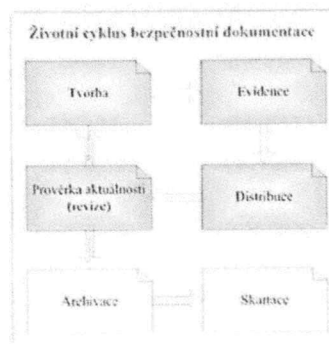 Životní cyklus bezpečnostní dokumentace
Tvorba
Evidence
Prověrka aktuálnosti
(revize)
Distribuce
Archivace
Skartace